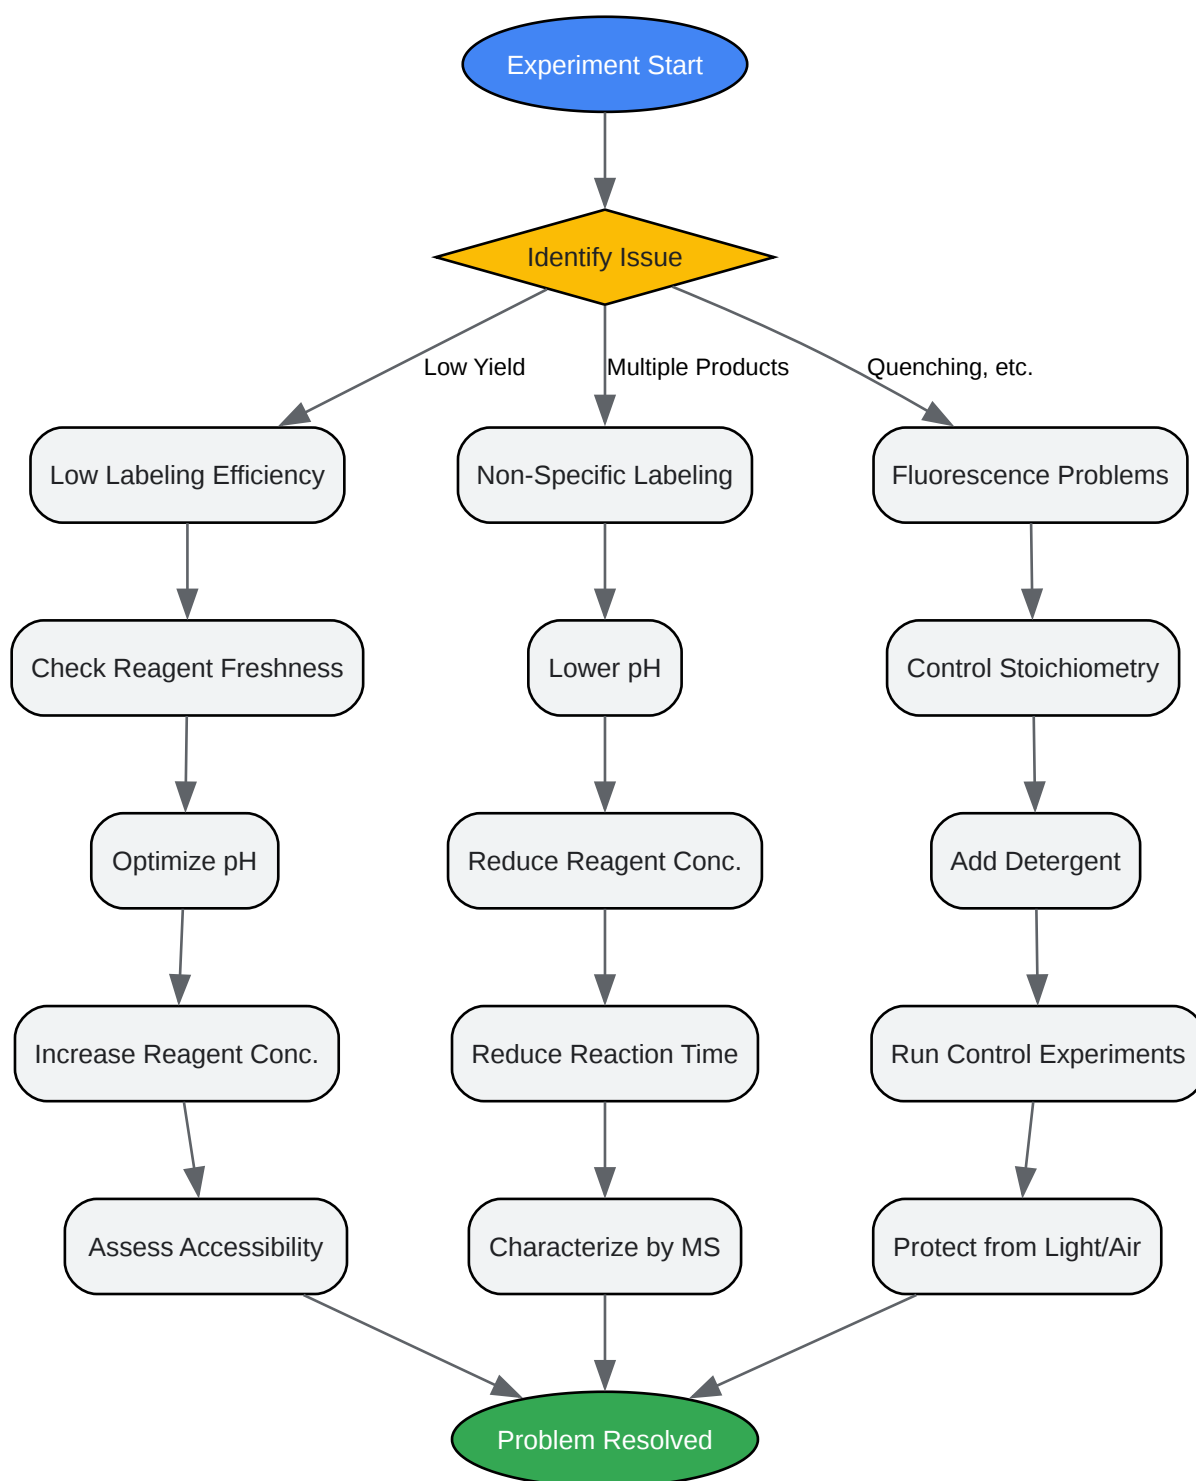 Experiment Start
Identify Issue
Low Yield
Multiple Products
Quenching, etc.
Low Labeling Efficiency
Non-Specific Labeling
Fluorescence Problems
Check Reagent Freshness
Lower pH
Control Stoichiometry
Optimize pH
Reduce Reagent Conc.
Add Detergent
Increase Reagent Conc.
Reduce Reaction Time
Run Control Experiments
Assess Accessibility
Characterize by MS
Protect from Light/Air
Problem Resolved